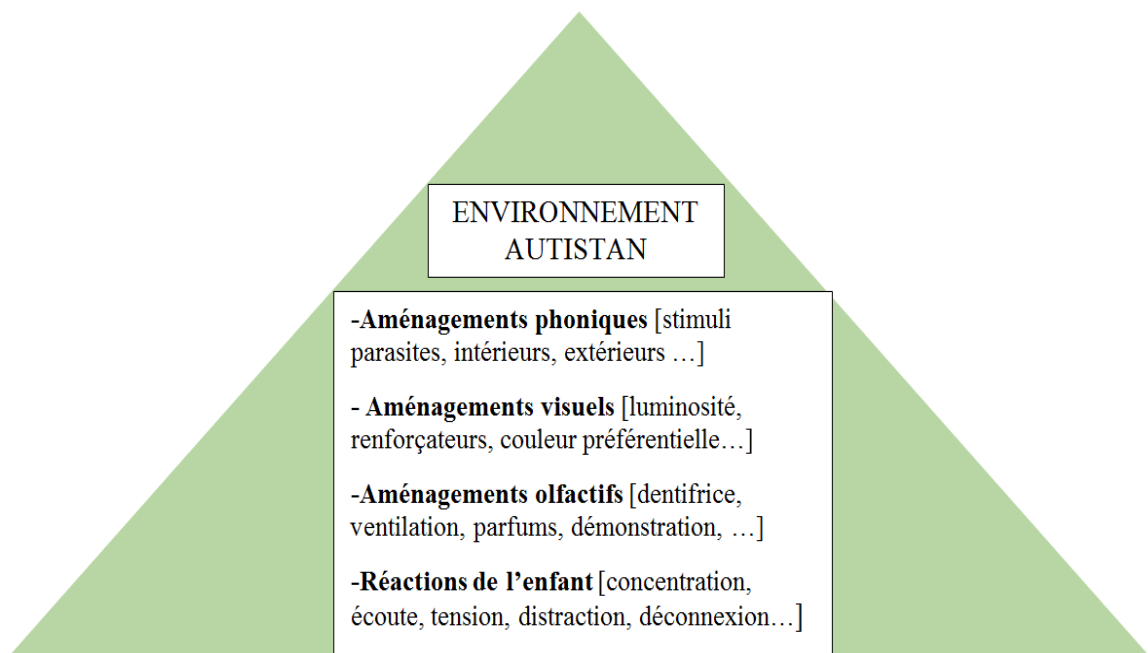 ENVIRONNEMENT
AUTISTAN
-Aménagements phoniques [stimuli
parasites, intérieurs, extérieurs …]
- Aménagements visuels [luminosité,
renforçateurs, couleur préférentielle…]
-Aménagements olfactifs [dentifrice,
ventilation, parfums, démonstration, …]
-Réactions de l’enfant [concentration,
écoute, tension, distraction, déconnexion…]